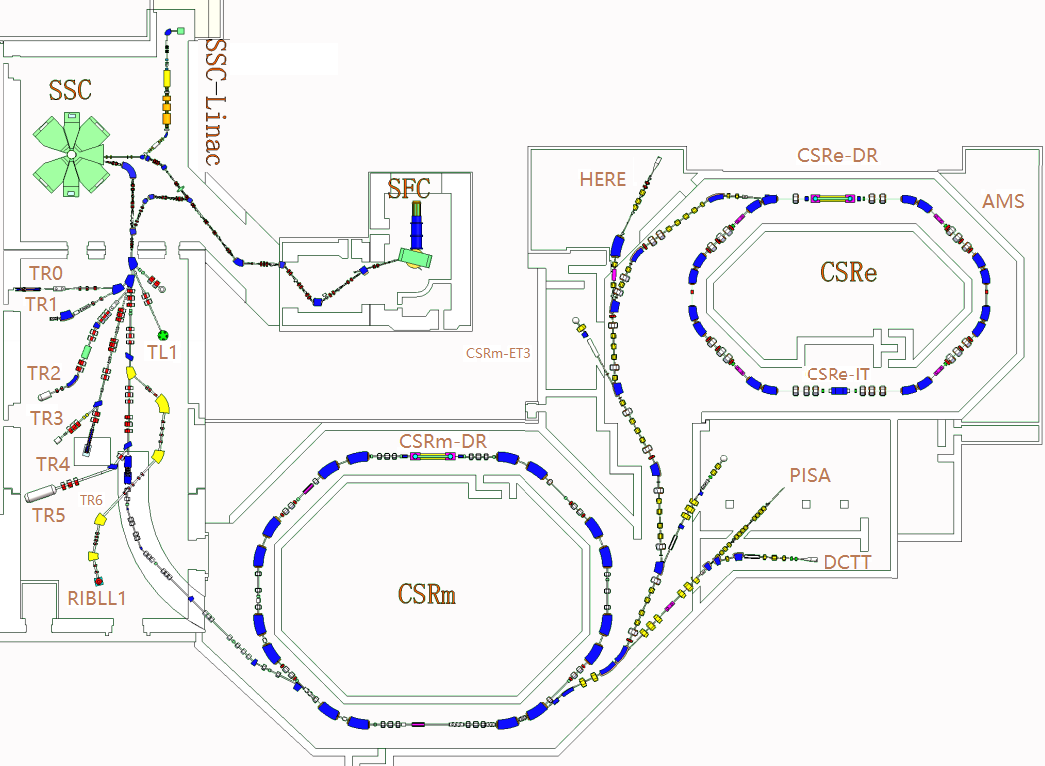 SSC-Linac
SSC
SFC
CSRe-DR
HERE
AMS
CSRe
TR0
TR1
TL1
CSRm-ET3
TR2
CSRe-IT
TR3
CSRm-DR
TR4
PISA
TR6
TR5
DCTT
RIBLL1
CSRm